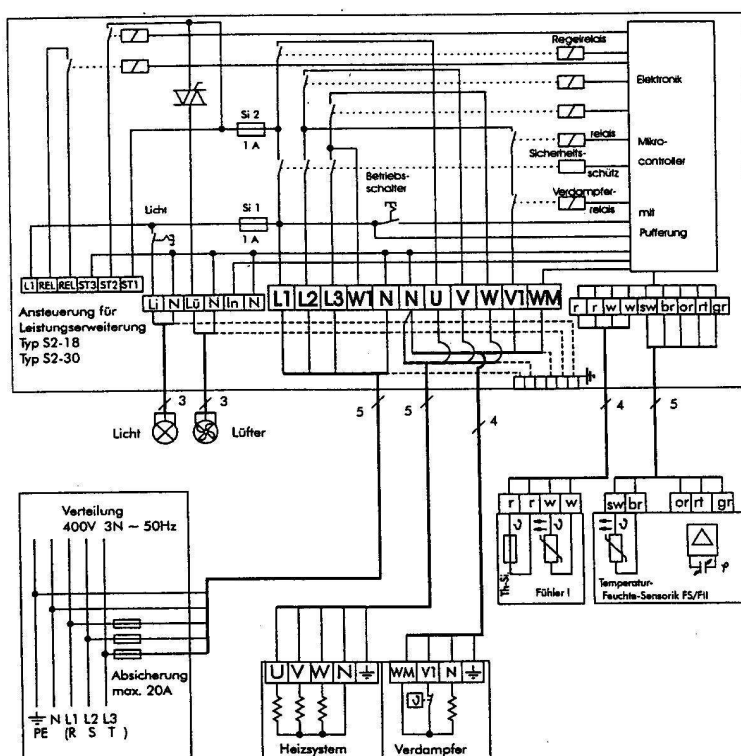 Regelrelais
Elektronik
Si 2
1 A
relais
Mikro-
controller
Sicherheits-
schütz
Betriebs-
schalter
Verdampfer-
relais
Licht
Si 1
1 A
mit
Pufferung
L1 REL REL ST3 ST2 ST1
Li N Lü N In N
L1 L2 L3 W1 N N U V W V1 WM
r r w w sw br or rt gr
Ansteuerung für
Leistungserweiterung
Typ S2-18
Typ S2-30
3 3 5 5 4 4 5
Licht Lüfter
Verteilung
400V 3N ~ 50Hz
r r w w sw br or rt gr
ϑ ϑ ϑ φ
Th-Si
Fühler I
Temperatur-
Feuchte-Sensorik FS/FII
Absicherung
max. 20A
U V W N
WM V1 N
ϑ
PE N L1 L2 L3
(R S T )
Heizsystem
Verdampfer